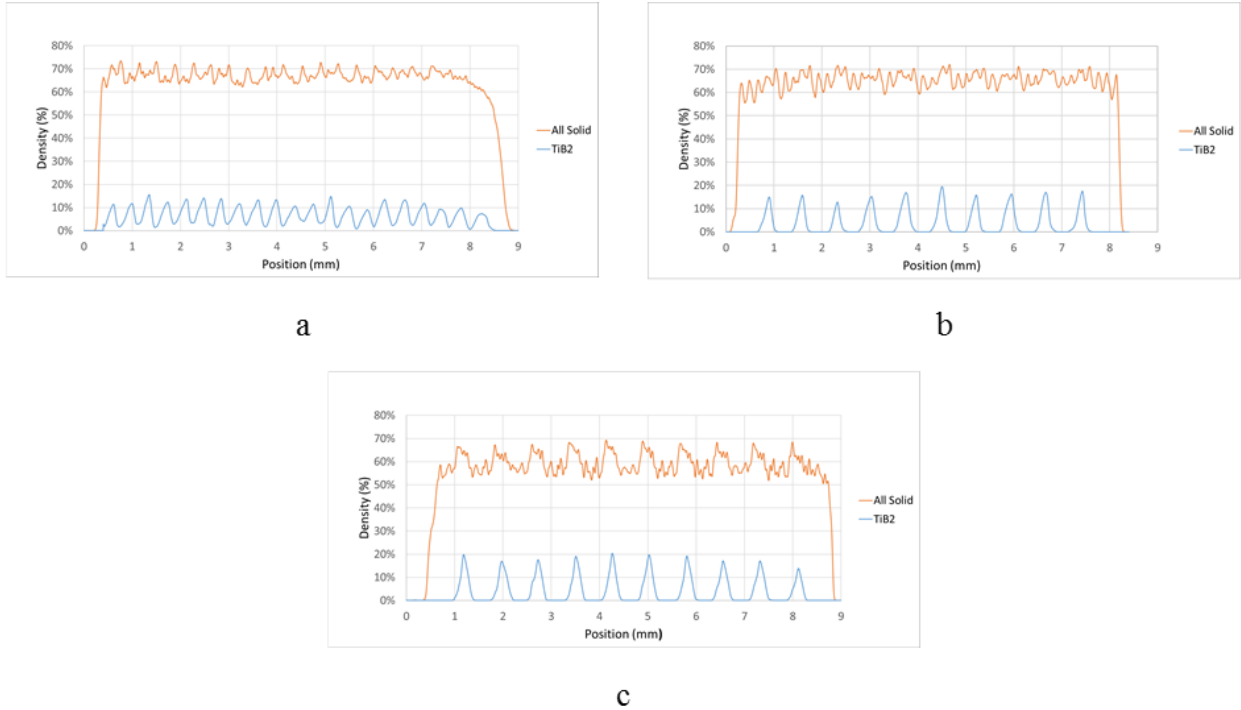 80%
70%
60%
50%
40%
30%
20%
10%
0%
Density (%)
0 1 2 3 4 5 6 7 8 9
Position (mm)
All Solid
TiB2
a
80%
70%
60%
50%
40%
30%
20%
10%
0%
Density (%)
0 1 2 3 4 5 6 7 8 9
Position (mm)
All Solid
TiB2
b
80%
70%
60%
50%
40%
30%
20%
10%
0%
Density (%)
0 1 2 3 4 5 6 7 8 9
Position (mm)
All Solid
TiB2
c